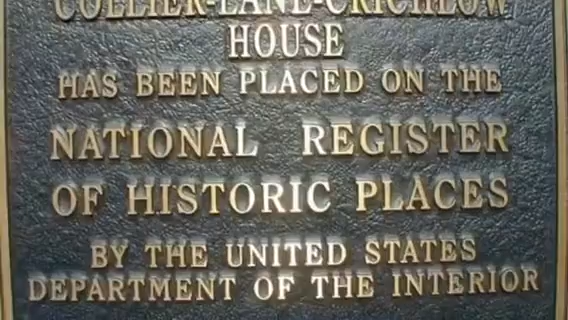 COLLIER-LANE-CRICHLOW
HOUSE
HAS BEEN PLACED ON THE
NATIONAL REGISTER
OF HISTORIC PLACES
BY THE UNITED STATES
DEPARTMENT OF THE INTERIOR